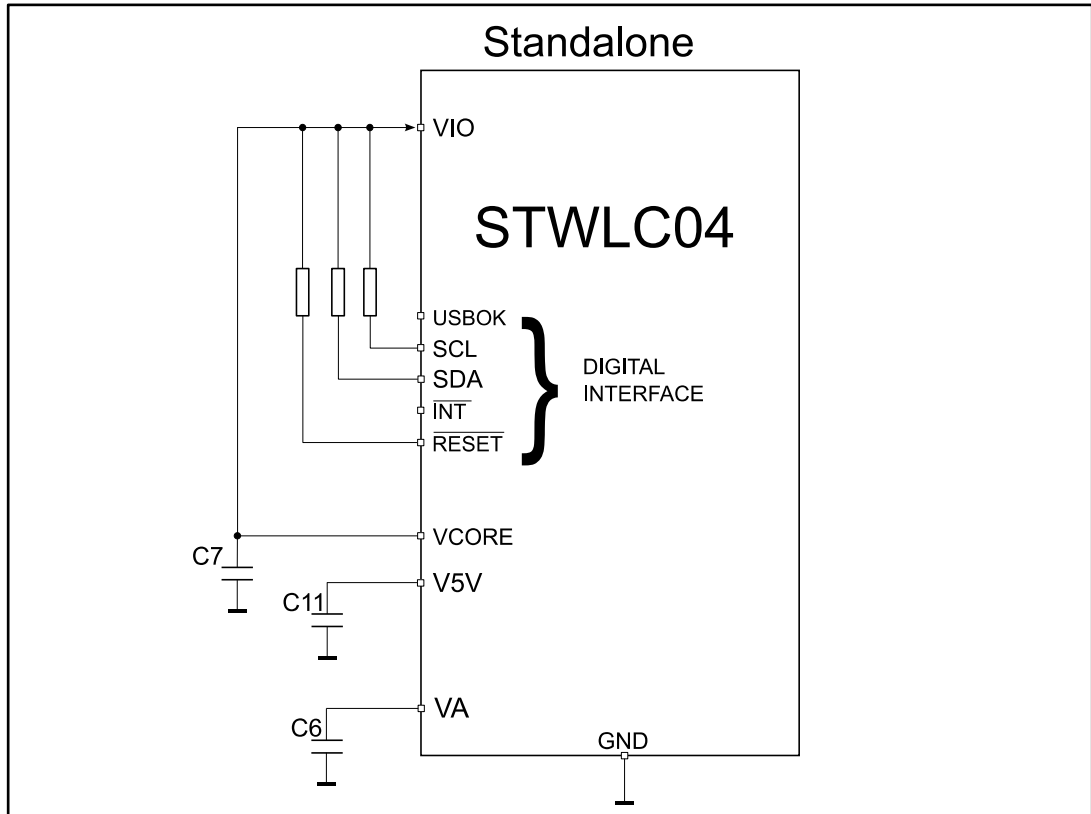 Standalone
VIO
STWLC04
USBOK
SCL
SDA
INT
RESET
DIGITAL
INTERFACE
VCORE
C7
V5V
C11
VA
C6
GND